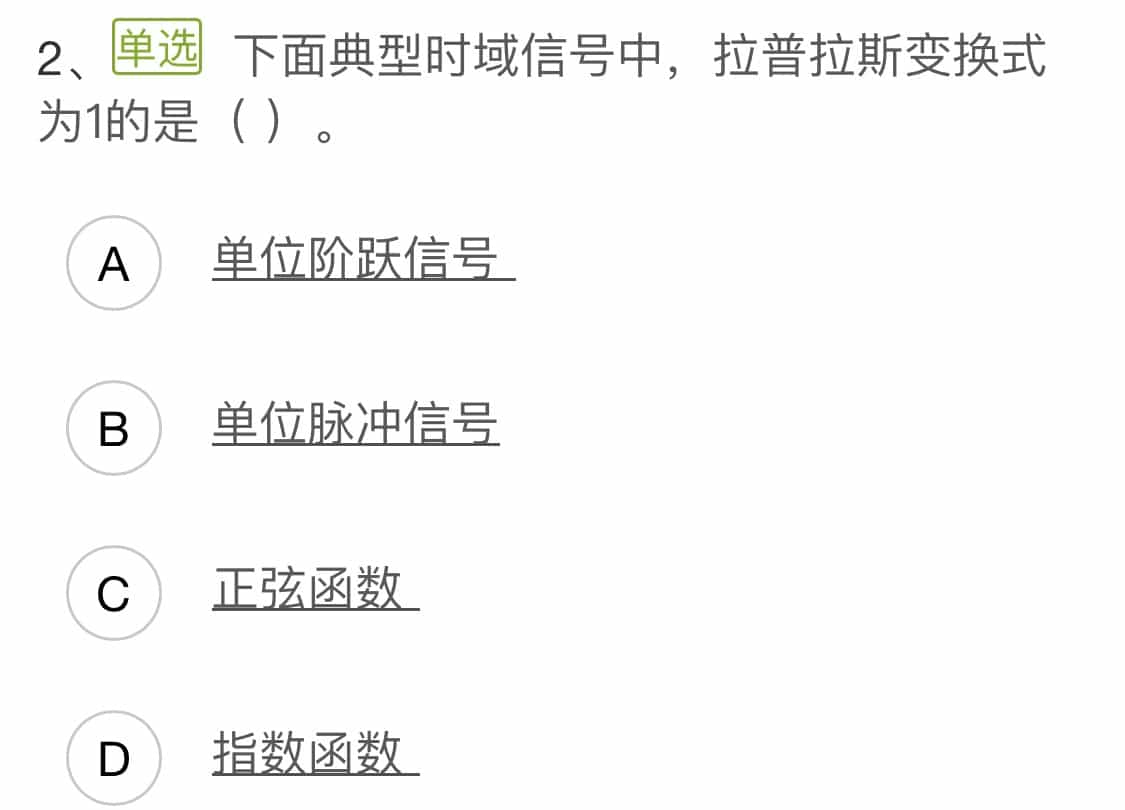 2、单选 下面典型时域信号中，拉普拉斯变换式
为1的是（ ）。
A 单位阶跃信号
B 单位脉冲信号
C 正弦函数
D 指数函数